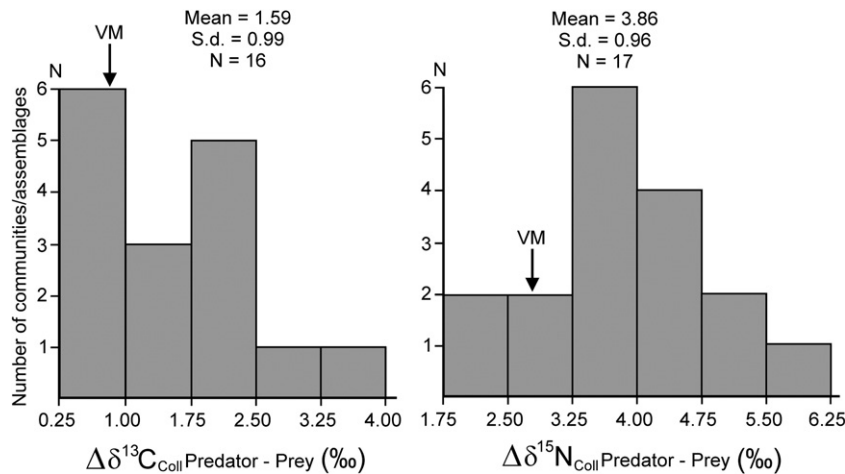 Mean = 1.59
S.d. = 0.99
N = 16
VM
N
6
5
4
3
2
1
Number of communities/assemblages
0.25 1.00 1.75 2.50 3.25 4.00
Δδ¹³C_Coll Predator - Prey (‰)
Mean = 3.86
S.d. = 0.96
N = 17
N
6
5
4
3
VM
2
1
1.75 2.50 3.25 4.00 4.75 5.50 6.25
Δδ¹⁵N_Coll Predator - Prey (‰)